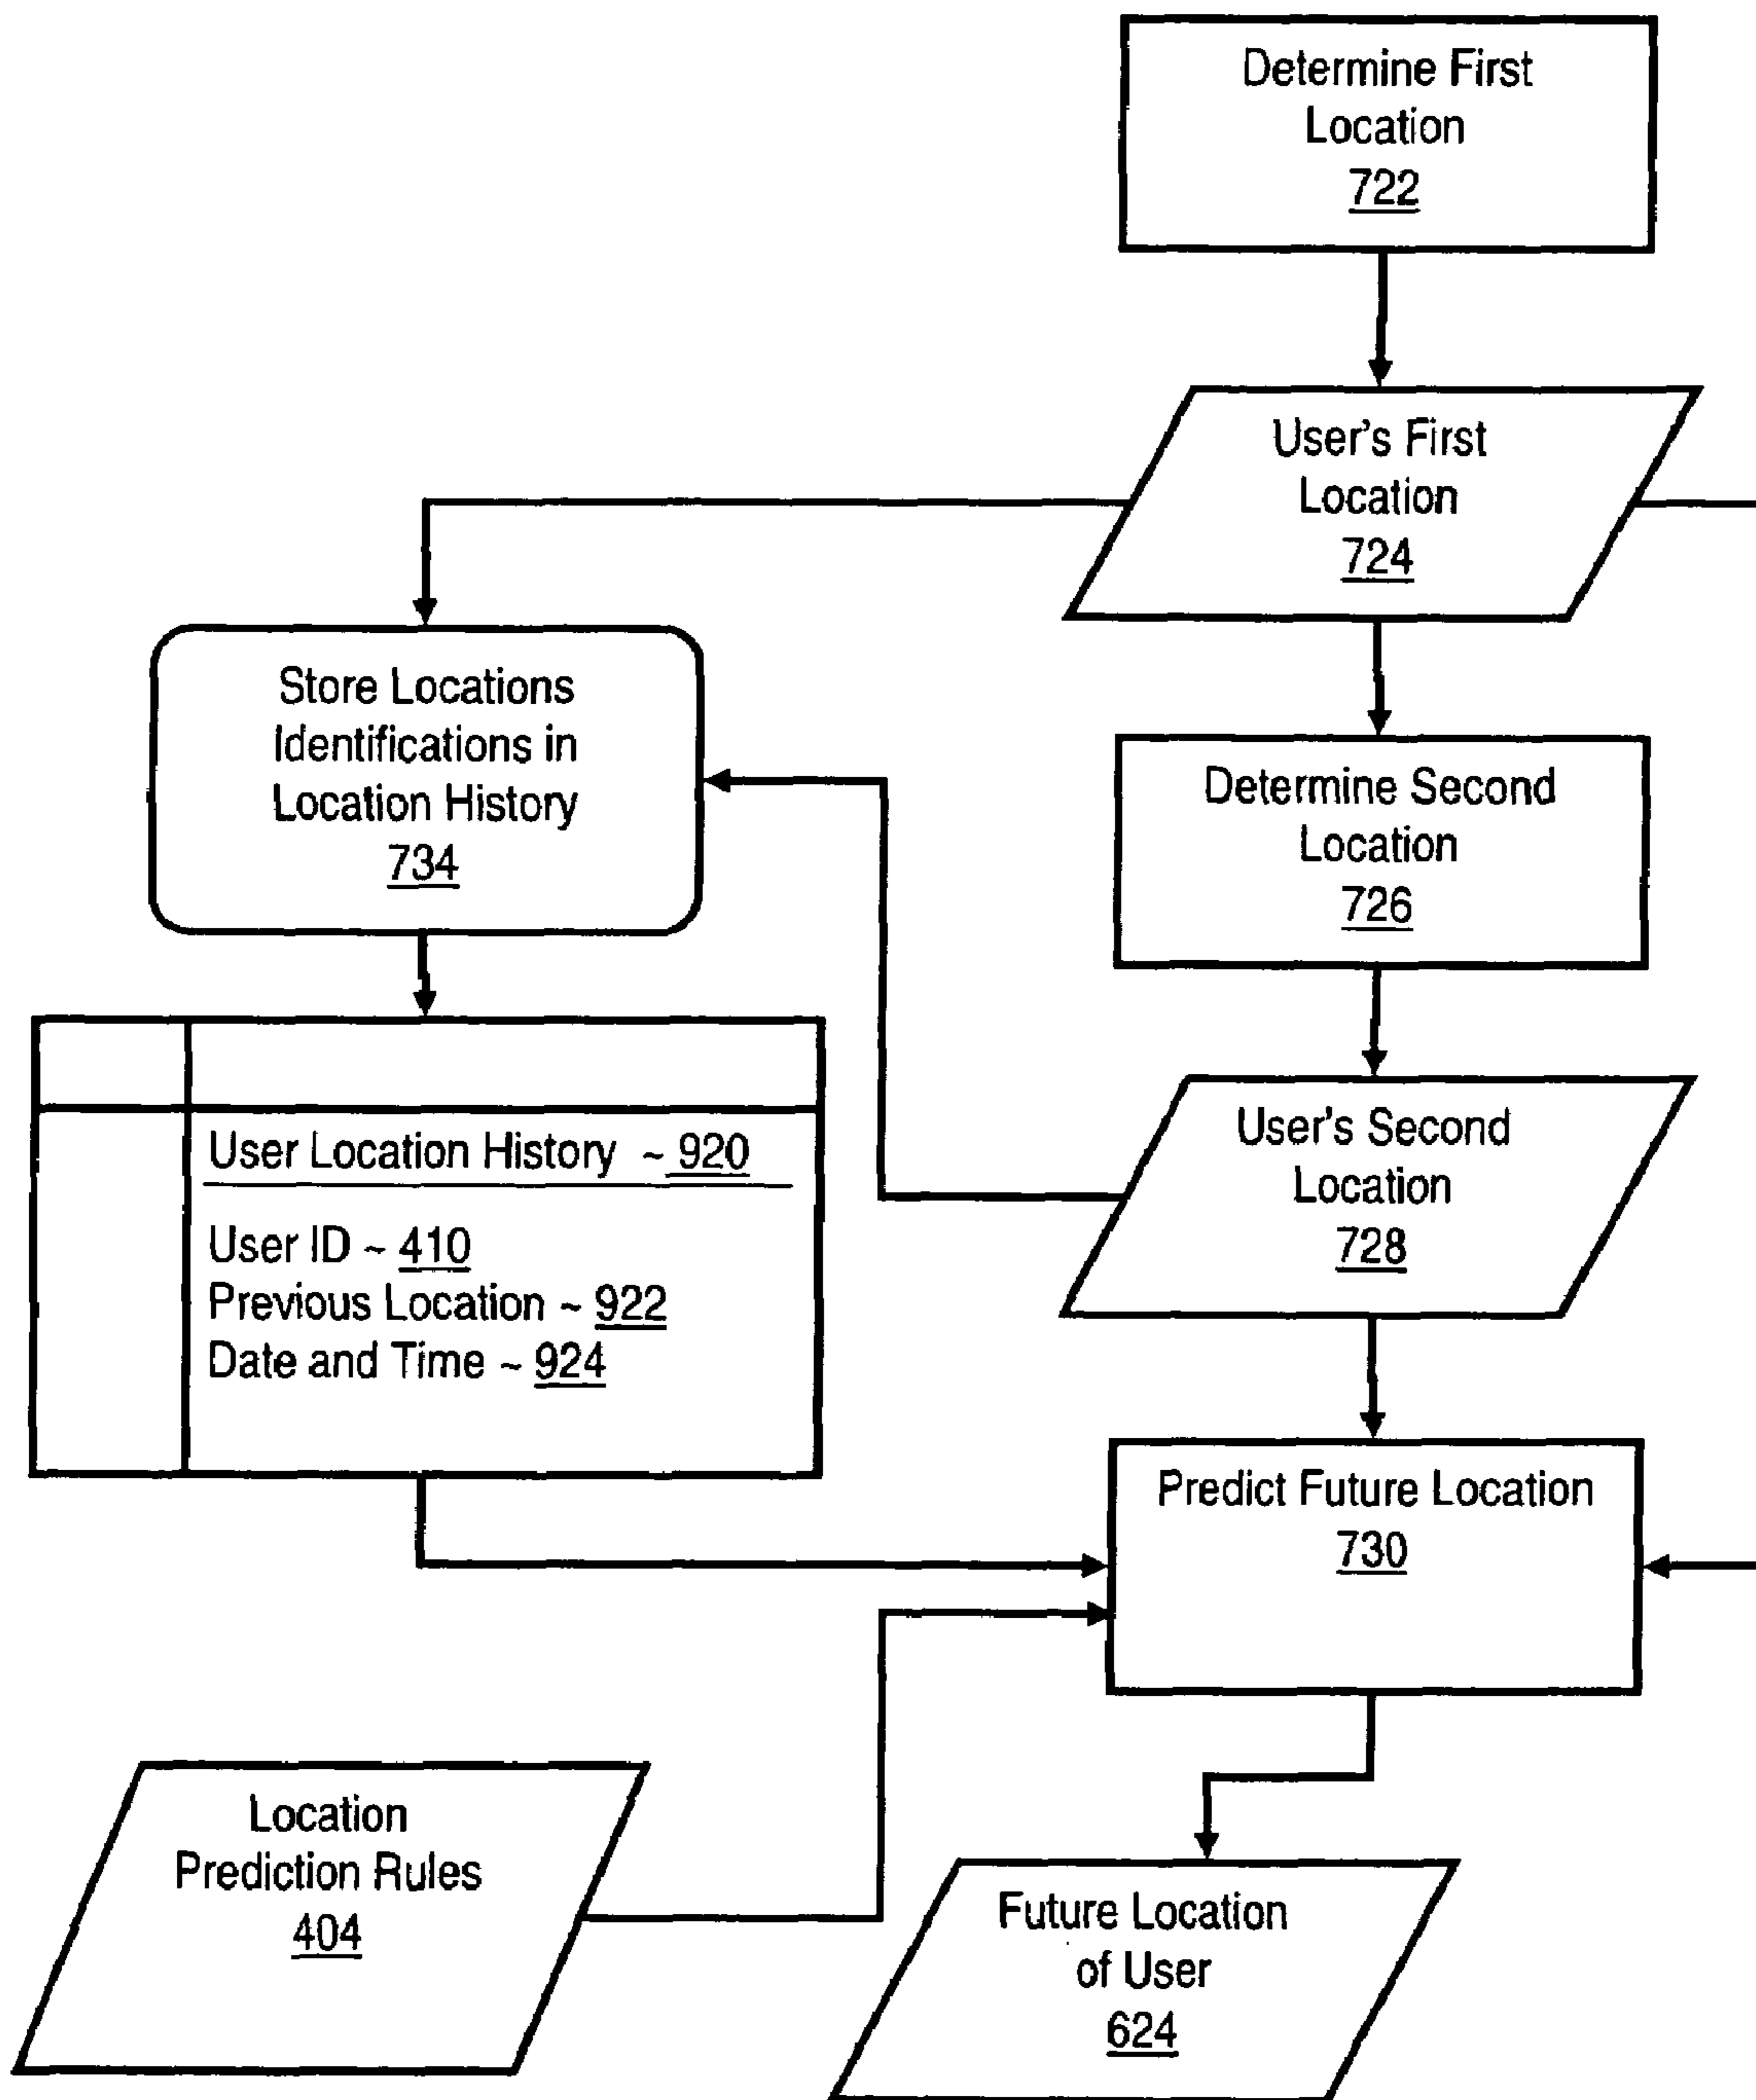 Determine First
Location
722
User's First
Location
724
Store Locations
Identifications in
Location History
734
Determine Second
Location
726
User Location History ~ 920
User ID ~ 410
Previous Location ~ 922
Date and Time ~ 924
User's Second
Location
728
Predict Future Location
730
Location
Prediction Rules
404
Future Location
of User
624